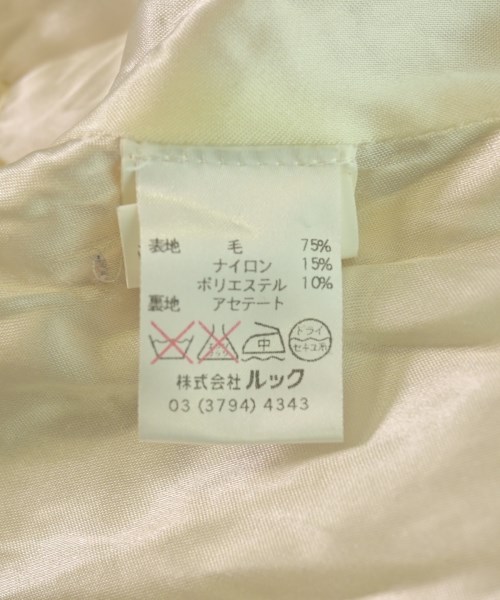 表地 毛 75%
ナイロン 15%
ポリエステル 10%
裏地 アセテート
中 ドライ
セキユ系
株式会社 ルック
03 (3794) 4343